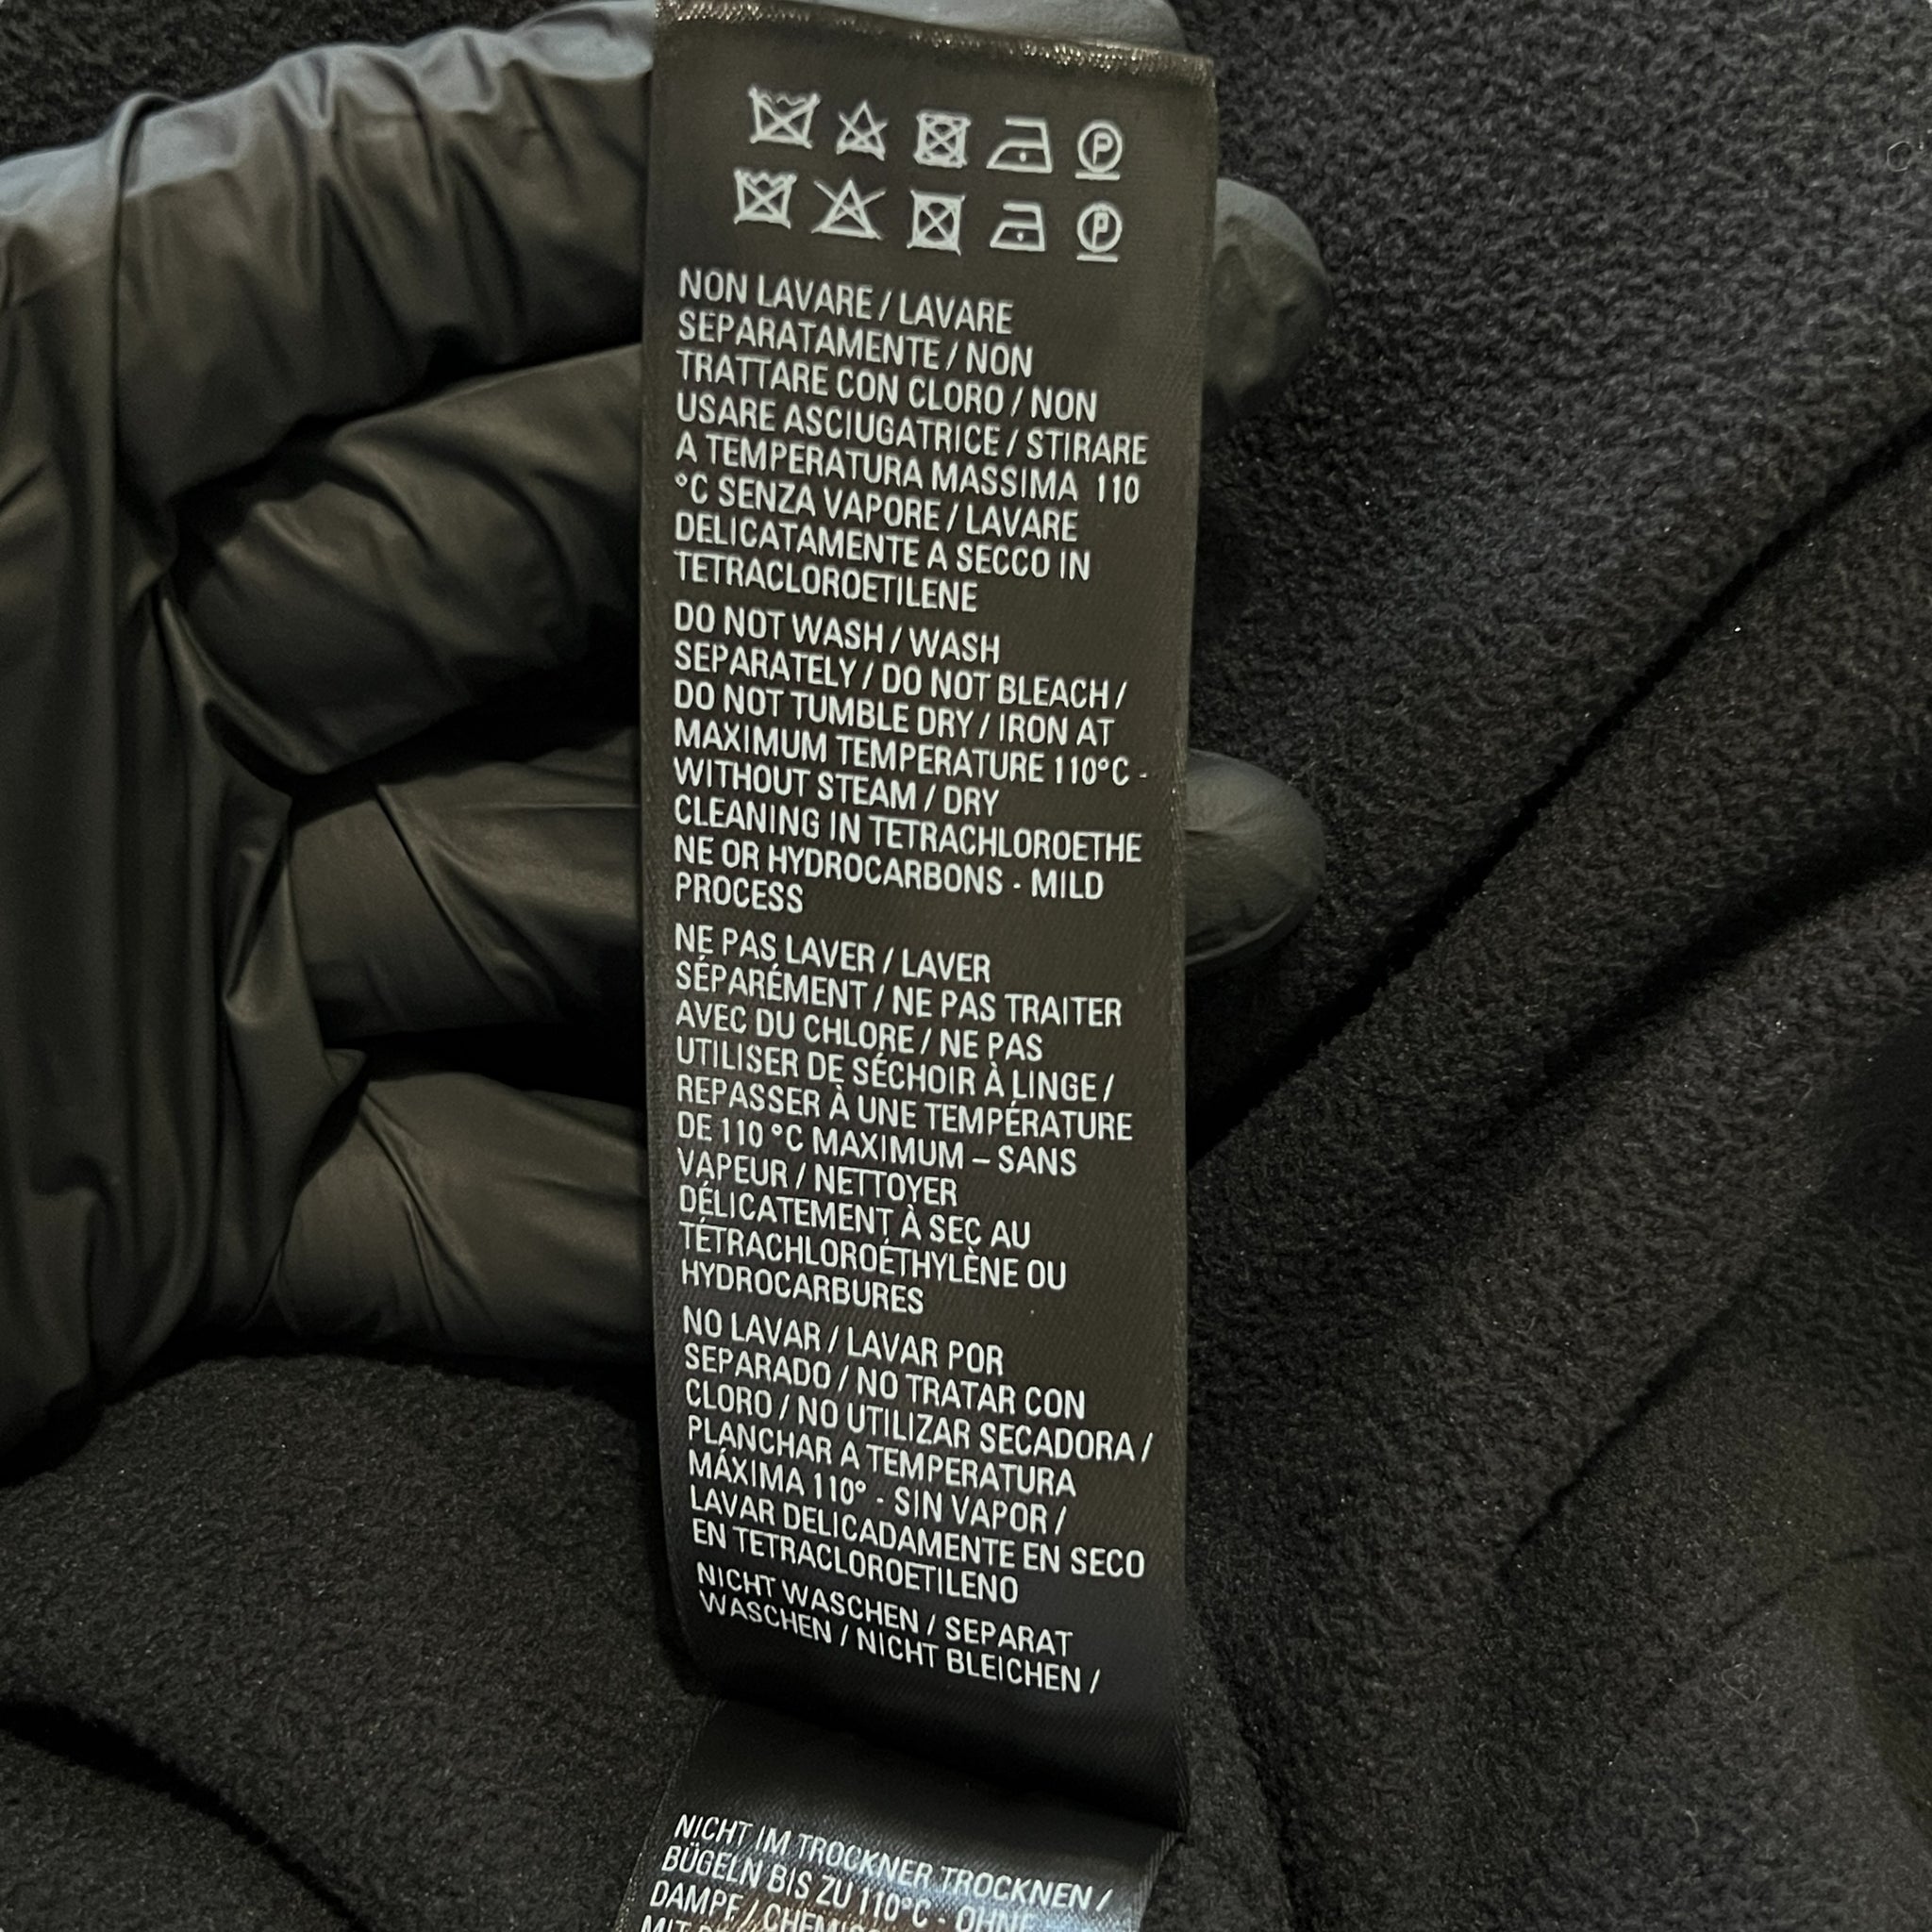 P
P
NON LAVARE / LAVARE
SEPARATAMENTE / NON
TRATTARE CON CLORO / NON
USARE ASCIUGATRICE / STIRARE
A TEMPERATURA MASSIMA 110
°C SENZA VAPORE / LAVARE
DELICATAMENTE A SECCO IN
TETRACLOROETILENE
DO NOT WASH / WASH
SEPARATELY / DO NOT BLEACH /
DO NOT TUMBLE DRY / IRON AT
MAXIMUM TEMPERATURE 110°C -
WITHOUT STEAM / DRY
CLEANING IN TETRACHLOROETHE
NE OR HYDROCARBONS - MILD
PROCESS
NE PAS LAVER / LAVER
SÉPARÉMENT / NE PAS TRAITER
AVEC DU CHLORE / NE PAS
UTILISER DE SÉCHOIR À LINGE /
REPASSER À UNE TEMPÉRATURE
DE 110 °C MAXIMUM – SANS
VAPEUR / NETTOYER
DÉLICATEMENT À SEC AU
TÉTRACHLOROÉTHYLÈNE OU
HYDROCARBURES
NO LAVAR / LAVAR POR
SEPARADO / NO TRATAR CON
CLORO / NO UTILIZAR SECADORA /
PLANCHAR A TEMPERATURA
MÁXIMA 110° - SIN VAPOR /
LAVAR DELICADAMENTE EN SECO
EN TETRACLOROETILENO
NICHT WASCHEN / SEPARAT
WASCHEN / NICHT BLEICHEN /
NICHT IM TROCKNER TROCKNEN /
BÜGELN BIS ZU 110°C - OHNE
DAMPF /
MIT